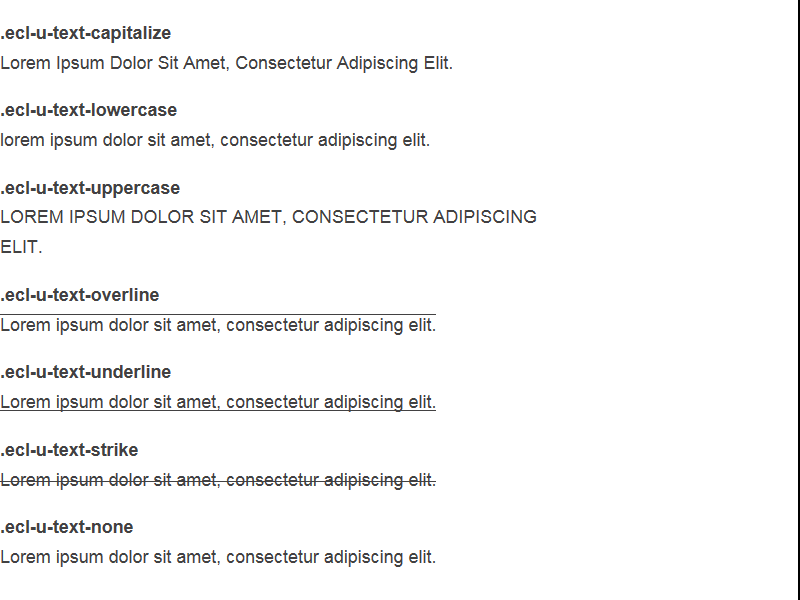 .ecl-u-text-capitalize
Lorem Ipsum Dolor Sit Amet, Consectetur Adipiscing Elit.
.ecl-u-text-lowercase
lorem ipsum dolor sit amet, consectetur adipiscing elit.
.ecl-u-text-uppercase
LOREM IPSUM DOLOR SIT AMET, CONSECTETUR ADIPISCING
ELIT.
.ecl-u-text-overline
Lorem ipsum dolor sit amet, consectetur adipiscing elit.
.ecl-u-text-underline
Lorem ipsum dolor sit amet, consectetur adipiscing elit.
.ecl-u-text-strike
Lorem ipsum dolor sit amet, consectetur adipiscing elit.
.ecl-u-text-none
Lorem ipsum dolor sit amet, consectetur adipiscing elit.